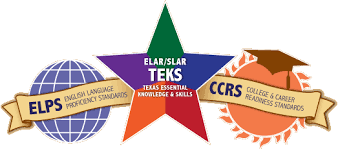 ELPS
ENGLISH LANGUAGE
PROFICIENCY STANDARDS
ELAR/SLAR
TEKS
TEXAS ESSENTIAL
KNOWLEDGE & SKILLS
CCRS
COLLEGE & CAREER
READINESS STANDARDS